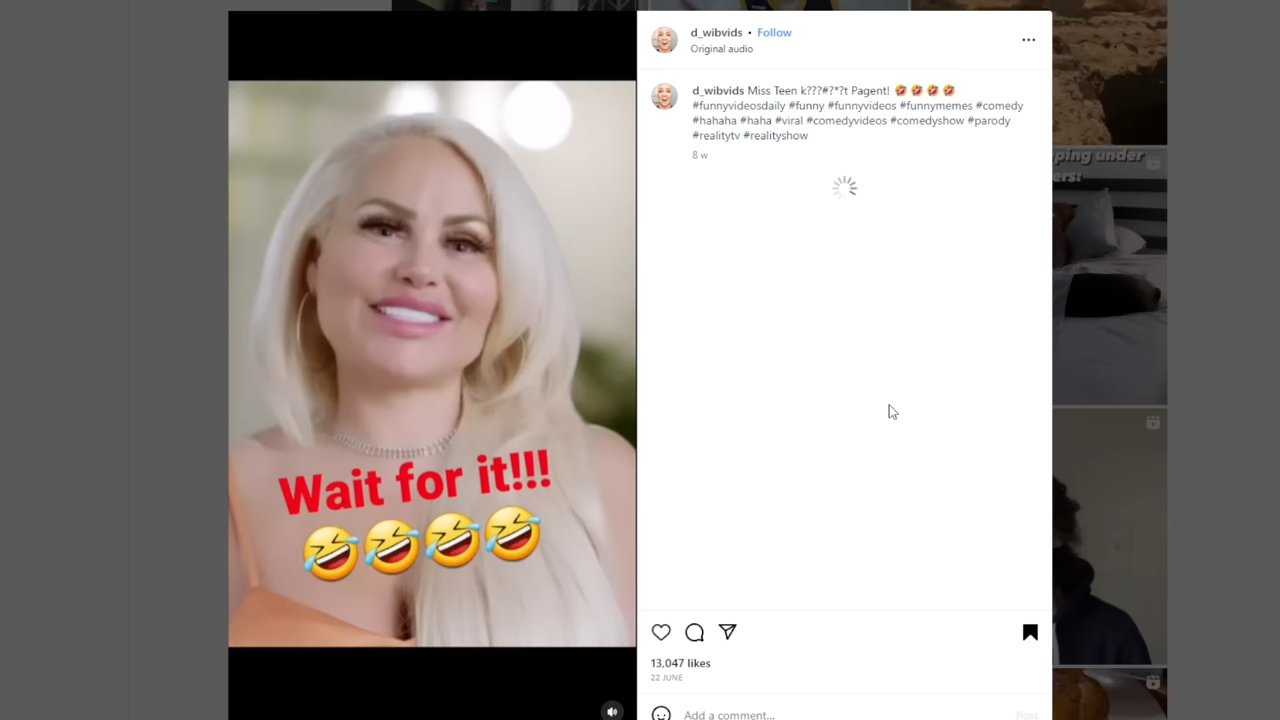 d_wibvids • Follow
Original audio
d_wibvids Miss Teen k???#?*?t Pagent! 🤣 🤣 🤣 🤣
#funnyvideosdaily #funny #funnyvideos #funnymemes #comedy
#hahaha #haha #viral #comedyvideos #comedyshow #parody
#realitytv #realityshow
8 w
Wait for it!!!
🤣🤣🤣🤣
13,047 likes
22 JUNE
Add a comment...
Post
ping under
ers: